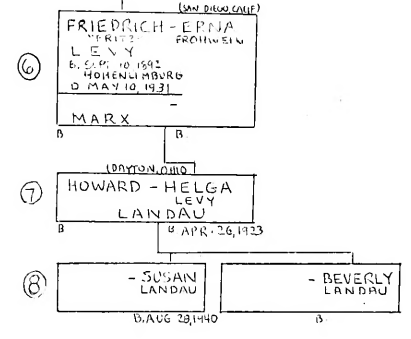 (SAN DIEGO, CALIF)
FRIEDRICH - ERNA
"FRITZ" FROHWEIN
LEVY
B. SEPT 10 1892
HOHENLIMBURG
D MAY 10, 1931
6
-
MARX
B B.
(DAYTON, OHIO
7
HOWARD - HELGA
LEVY
LANDAU
B B APR. 26, 1923
8
- SUSAN
LANDAU
- BEVERLY
LANDAU
B. AUG 28, 1940
B.